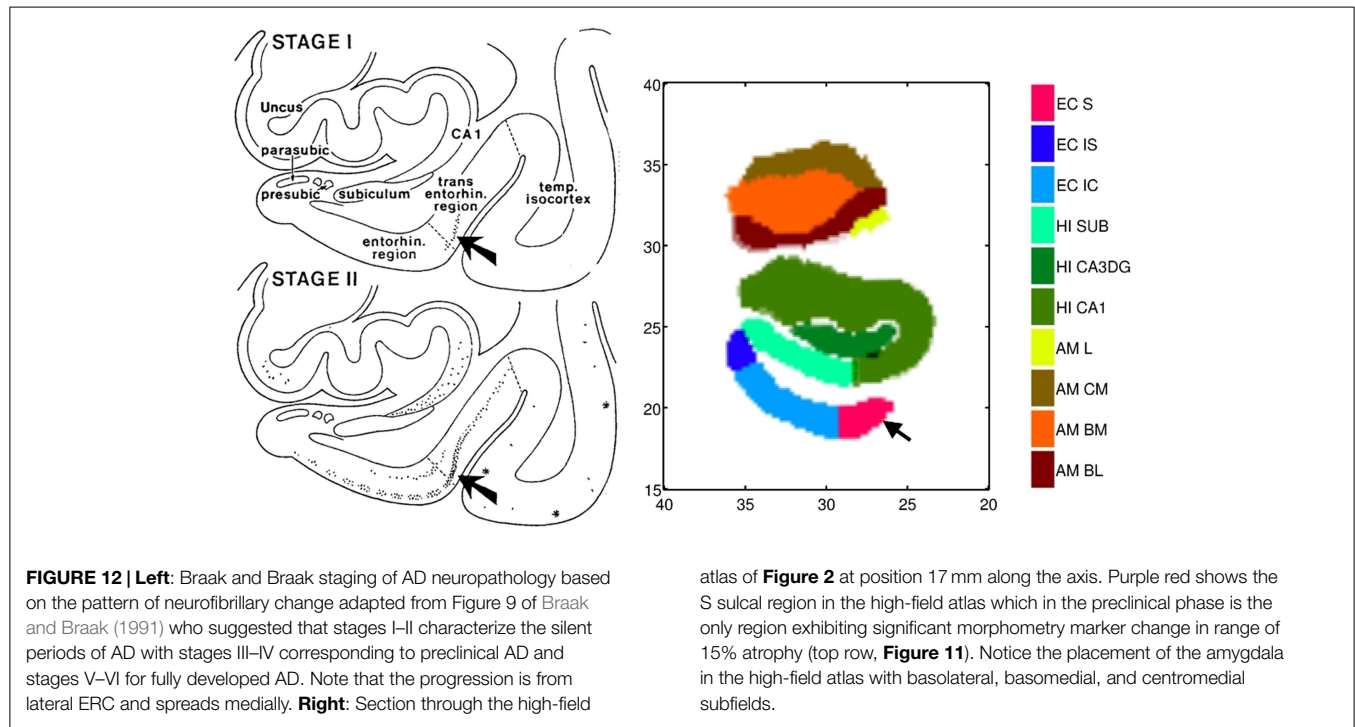 STAGE I
Uncus
CA1
parasubic
presubic
subiculum
trans
entorhin.
region
temp.
isocortex
entorhin.
region
STAGE II
40
35
30
25
20
15
40
35
30
25
20
EC S
EC IS
EC IC
HI SUB
HI CA3DG
HI CA1
AM L
AM CM
AM BM
AM BL
FIGURE 12 | Left: Braak and Braak staging of AD neuropathology based
on the pattern of neurofibrillary change adapted from Figure 9 of Braak
and Braak (1991) who suggested that stages I–II characterize the silent
periods of AD with stages III–IV corresponding to preclinical AD and
stages V–VI for fully developed AD. Note that the progression is from
lateral ERC and spreads medially. Right: Section through the high-field
atlas of Figure 2 at position 17 mm along the axis. Purple red shows the
S sulcal region in the high-field atlas which in the preclinical phase is the
only region exhibiting significant morphometry marker change in range of
15% atrophy (top row, Figure 11). Notice the placement of the amygdala
in the high-field atlas with basolateral, basomedial, and centromedial
subfields.